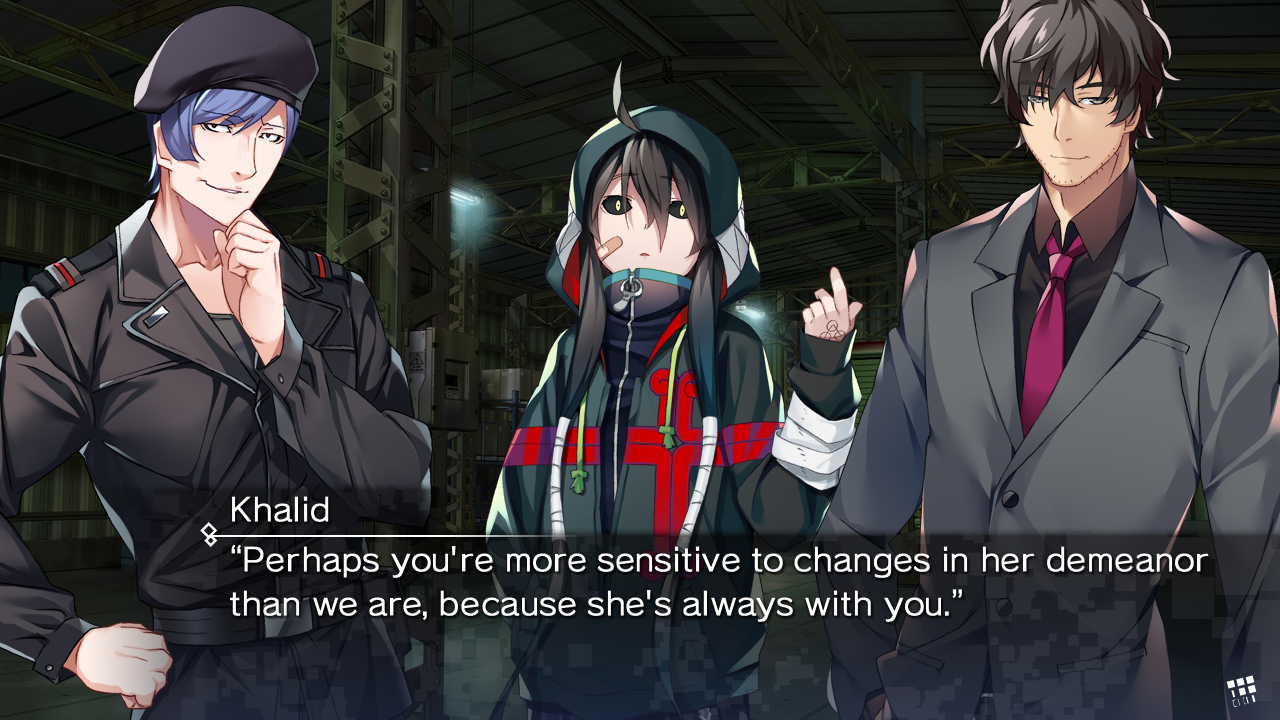 Khalid
“Perhaps you're more sensitive to changes in her demeanor
than we are, because she's always with you.”